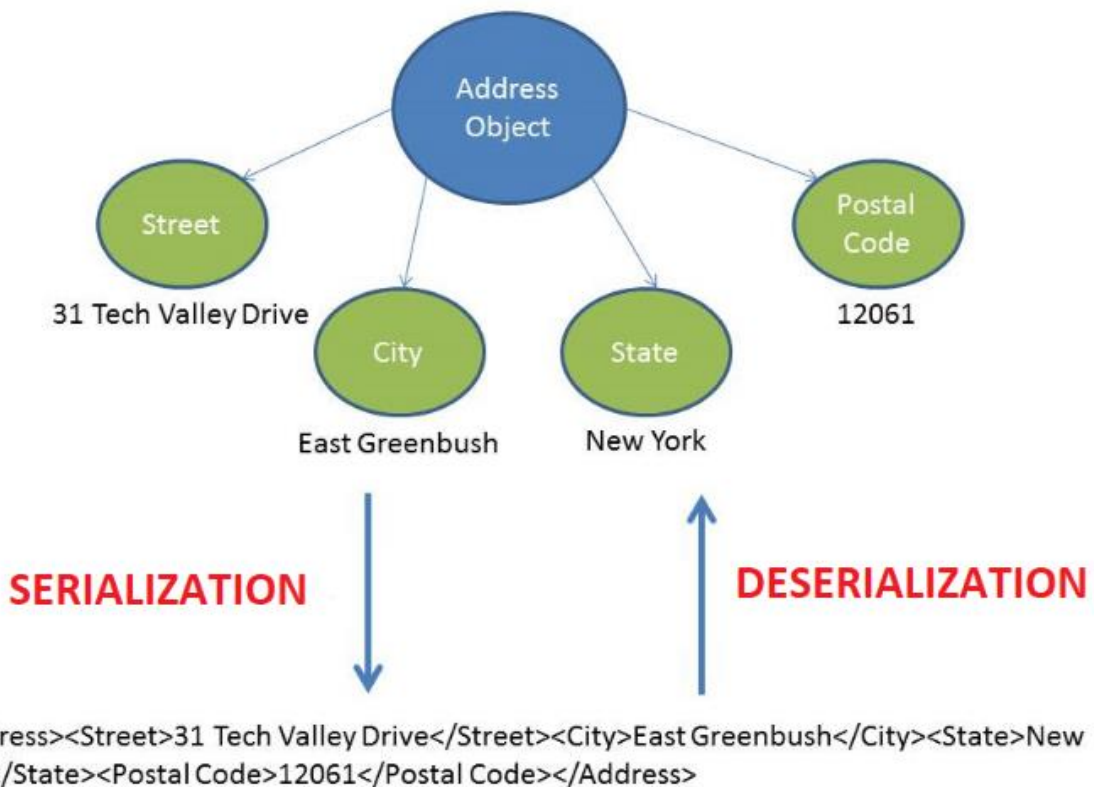 Address
Object
Street
Postal
Code
31 Tech Valley Drive
12061
City
State
East Greenbush
New York
SERIALIZATION
DESERIALIZATION
ress><Street>31 Tech Valley Drive</Street><City>East Greenbush</City><State>New
/State><Postal Code>12061</Postal Code></Address>